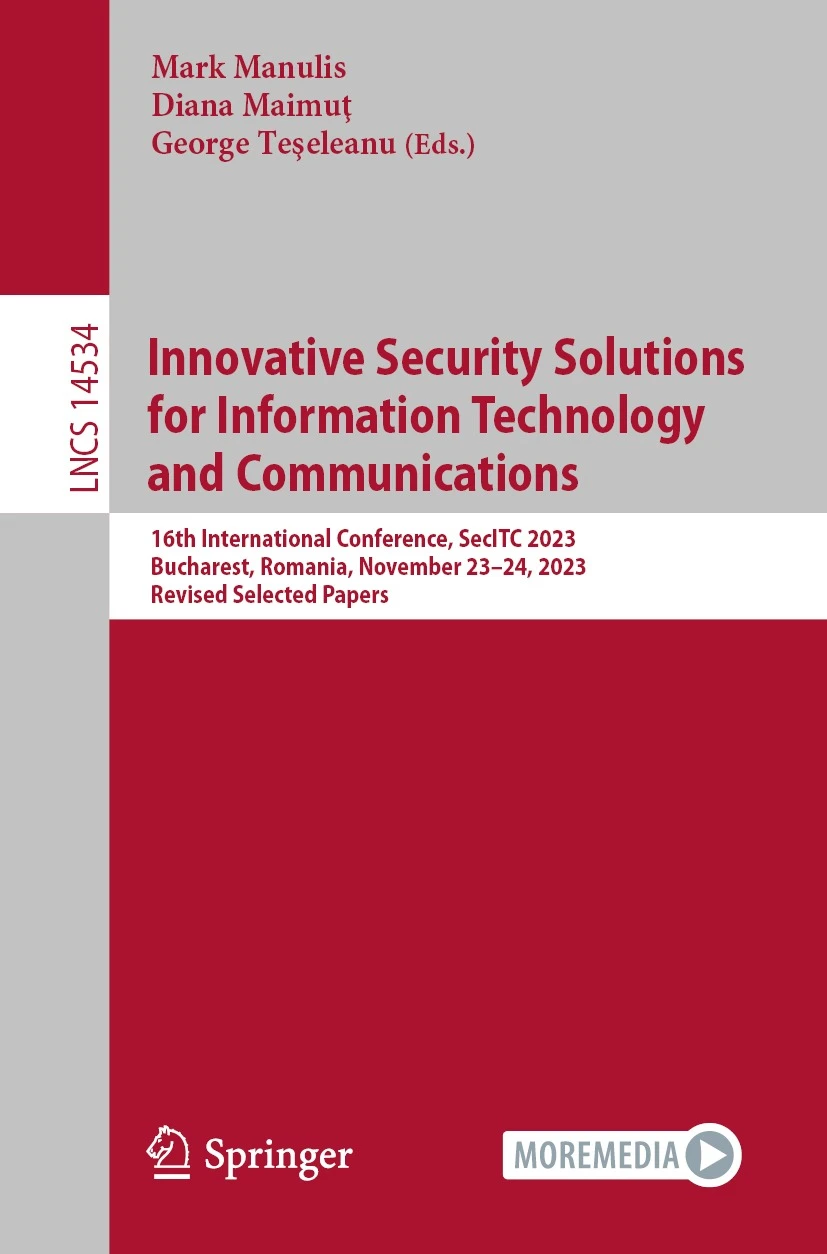 Mark Manulis
Diana Maimuţ
George Teşeleanu (Eds.)
LNCS 14534
Innovative Security Solutions
for Information Technology
and Communications
16th International Conference, SecITC 2023
Bucharest, Romania, November 23–24, 2023
Revised Selected Papers
Springer
MOREMEDIA